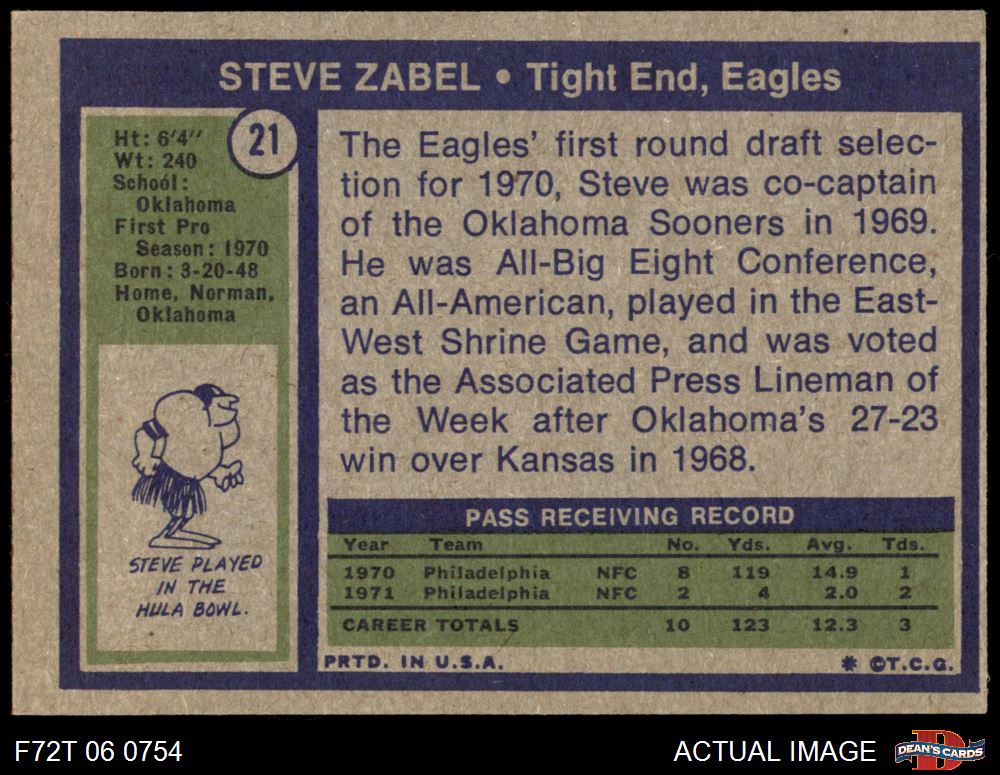 STEVE ZABEL • Tight End, Eagles
21
Ht: 6'4"
Wt: 240
School:
Oklahoma
First Pro
Season: 1970
Born: 3-20-48
Home, Norman,
Oklahoma
STEVE PLAYED
IN THE
HULA BOWL.
The Eagles' first round draft selec-
tion for 1970, Steve was co-captain
of the Oklahoma Sooners in 1969.
He was All-Big Eight Conference,
an All-American, played in the East-
West Shrine Game, and was voted
as the Associated Press Lineman of
the Week after Oklahoma's 27-23
win over Kansas in 1968.
PASS RECEIVING RECORD
Year Team No. Yds. Avg. Tds.
1970 Philadelphia NFC 8 119 14.9 1
1971 Philadelphia NFC 2 4 2.0 2
CAREER TOTALS 10 123 12.3 3
PRTD. IN U.S.A. * ©T.C.G.
F72T 06 0754 ACTUAL IMAGE DEAN'S CARDS